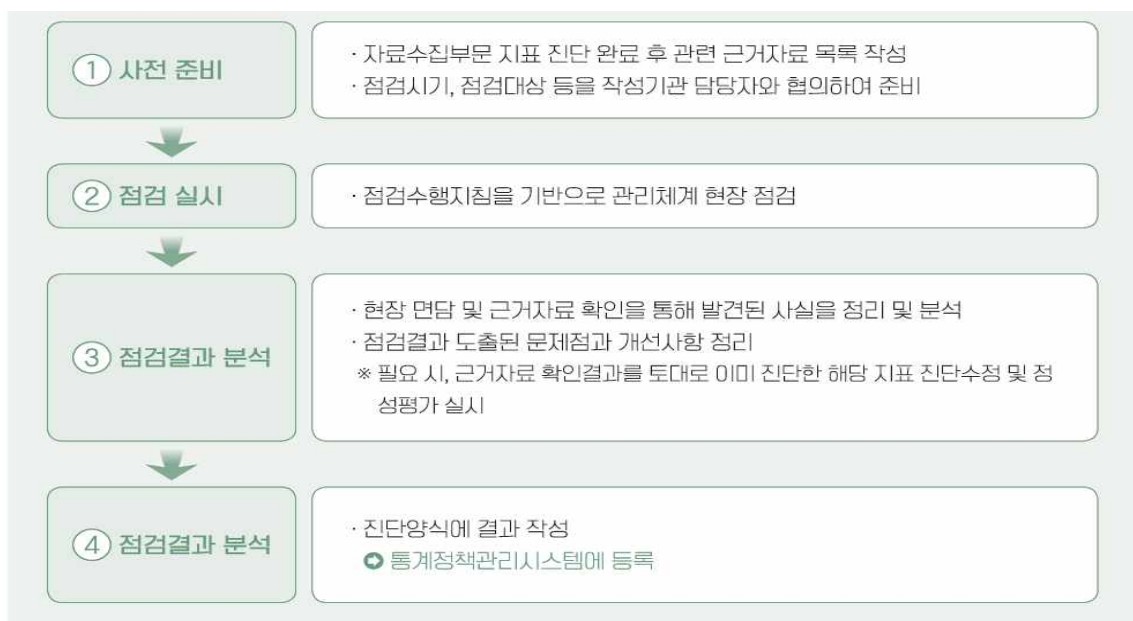 ① 사전 준비
· 자료수집부문 지표 진단 완료 후 관련 근거자료 목록 작성
· 점검시기, 점검대상 등을 작성기관 담당자와 협의하여 준비
② 점검 실시
· 점검수행지침을 기반으로 관리체계 현장 점검
③ 점검결과 분석
· 현장 면담 및 근거자료 확인을 통해 발견된 사실을 정리 및 분석
· 점검결과 도출된 문제점과 개선사항 정리
※ 필요 시, 근거자료 확인결과를 토대로 이미 진단한 해당 지표 진단수정 및 정
성평가 실시
④ 점검결과 분석
· 진단양식에 결과 작성
➲ 통계정책관리시스템에 등록